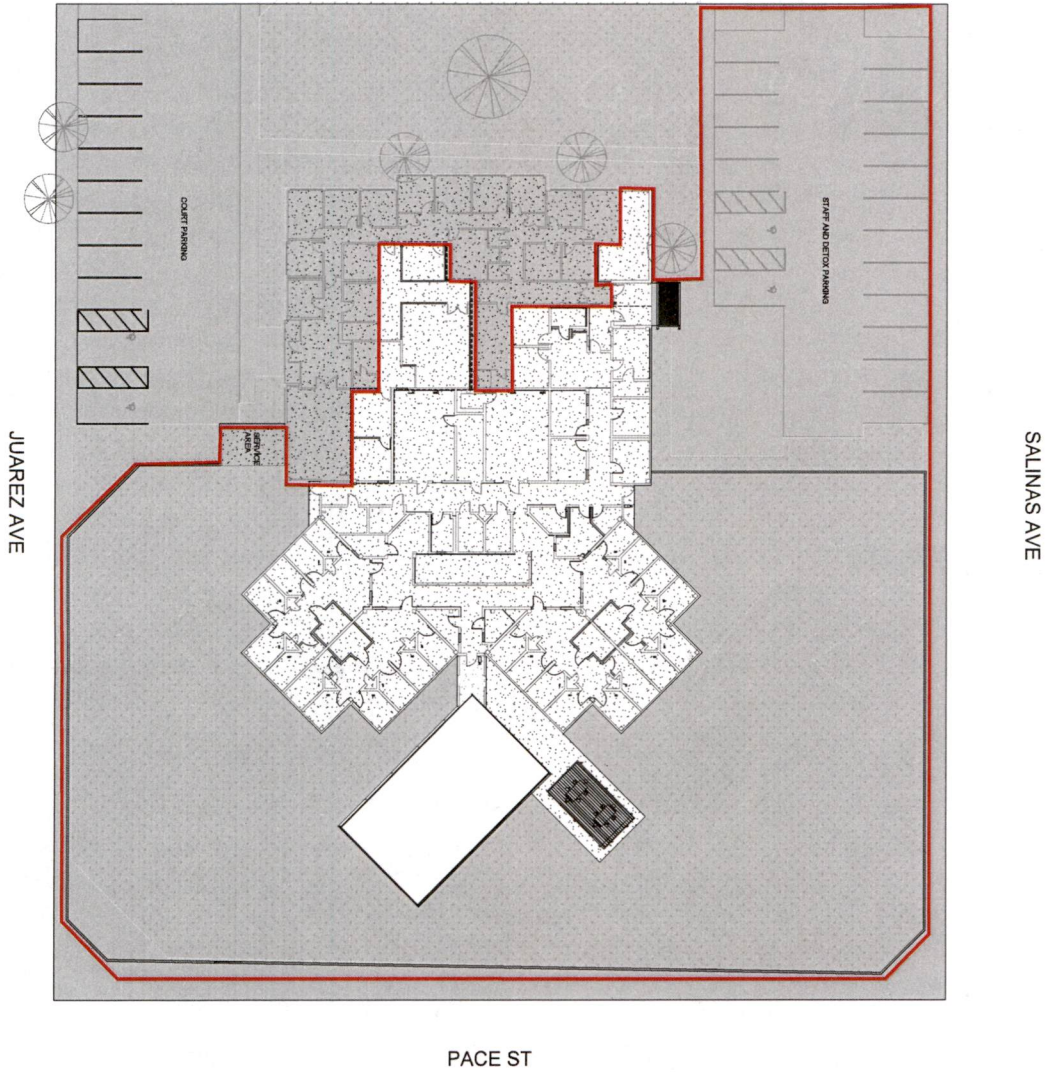 COURT PARKING
STAFF AND DETOX PARKING
SERVICE
AREA
JUAREZ AVE
SALINAS AVE
PACE ST